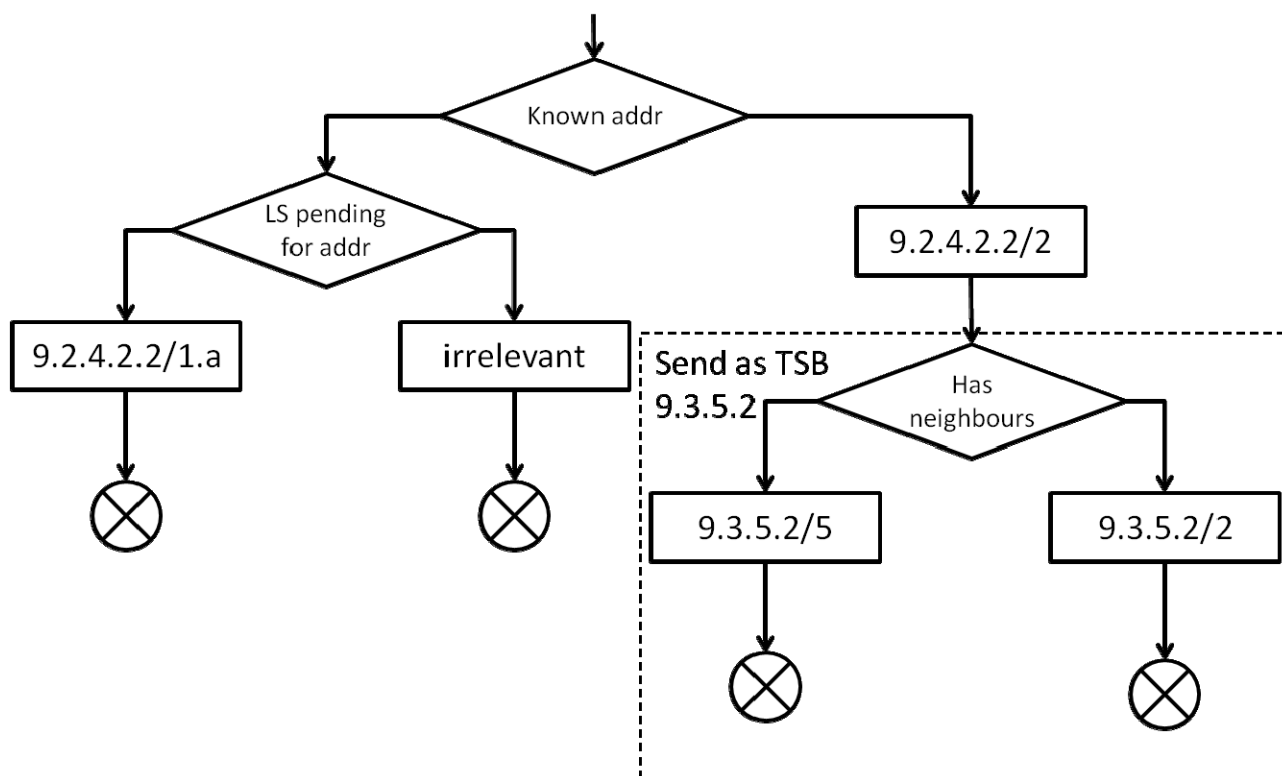 Known addr
LS pending
for addr
9.2.4.2.2/2
9.2.4.2.2/1.a
irrelevant
Send as TSB
9.3.5.2
Has
neighbours
9.3.5.2/5
9.3.5.2/2